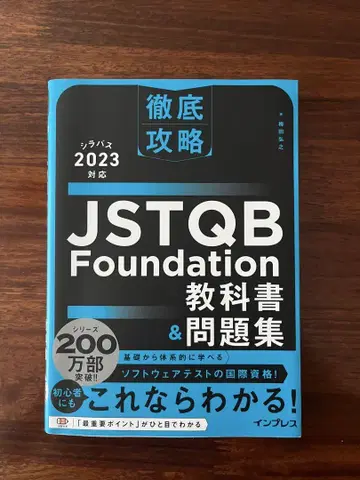 徹底
攻略
シラバス
2023
対応
JSTQB
Foundation
教科書
&問題集
シリーズ
200
万部
突破!!
基礎から体系的に学べる
ソフトウェアテストの国際資格!
初心者
にも
これならわかる!
「最重要ポイント」がひと目でわかる
インプレス